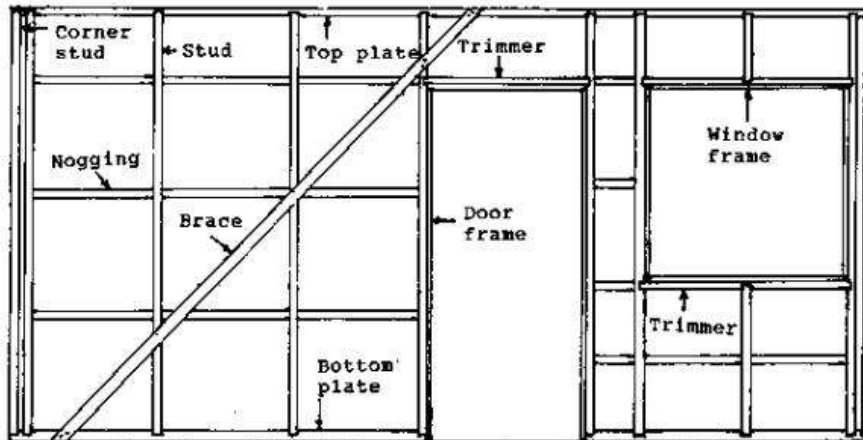 Corner
stud
Stud
Top plate
Trimmer
Window
frame
Nogging
Brace
Door
frame
Trimmer
Bottom
plate